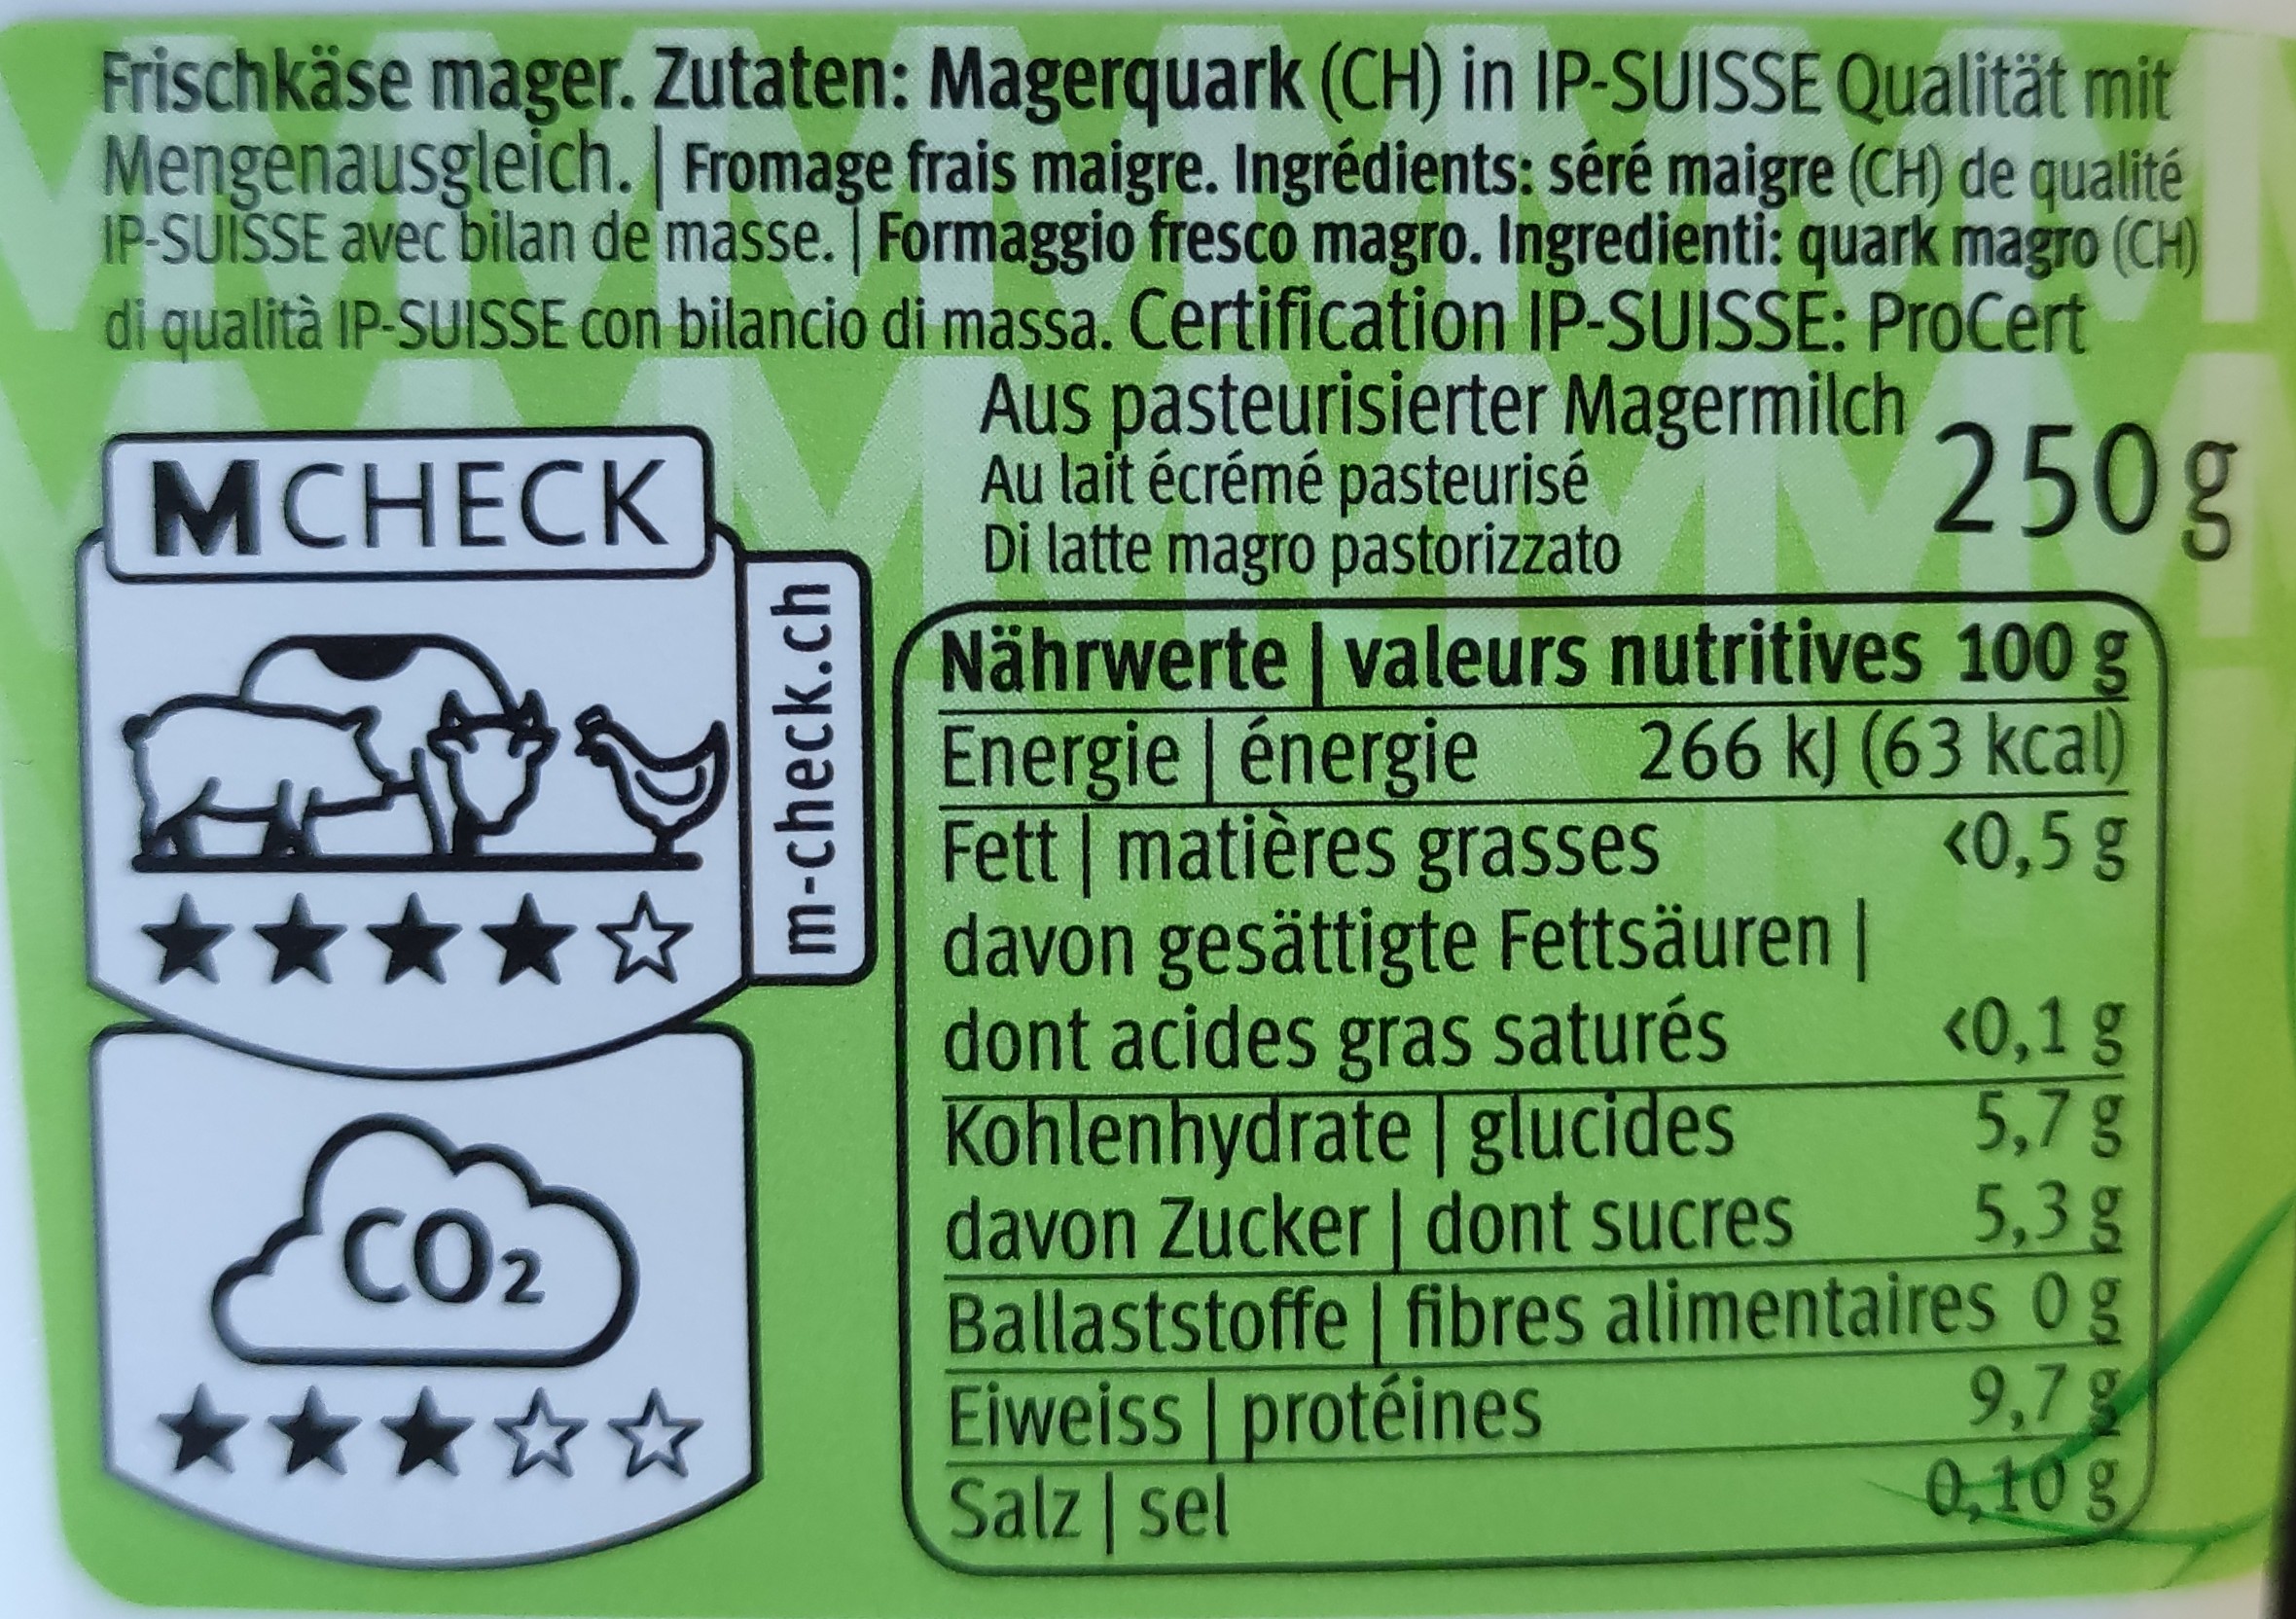 Frischkäse mager. Zutaten: Magerquark (CH) in IP-SUISSE Qualität mit
Mengenausgleich. | Fromage frais maigre. Ingrédients: séré maigre (CH) de qualité
IP-SUISSE avec bilan de masse. | Formaggio fresco magro. Ingredienti: quark magro (CH)
di qualità IP-SUISSE con bilancio di massa. Certification IP-SUISSE: ProCert
Aus pasteurisierter Magermilch
Au lait écrémé pasteurisé
Di latte magro pastorizzato
250 g
M CHECK
m-check.ch
CO₂
Nährwerte | valeurs nutritives 100 g
Energie | énergie 266 kJ (63 kcal)
Fett | matières grasses <0,5 g
davon gesättigte Fettsäuren |
dont acides gras saturés <0,1 g
Kohlenhydrate | glucides 5,7 g
davon Zucker | dont sucres 5,3 g
Ballaststoffe | fibres alimentaires 0 g
Eiweiss | protéines 9,7 g
Salz | sel 0,10 g